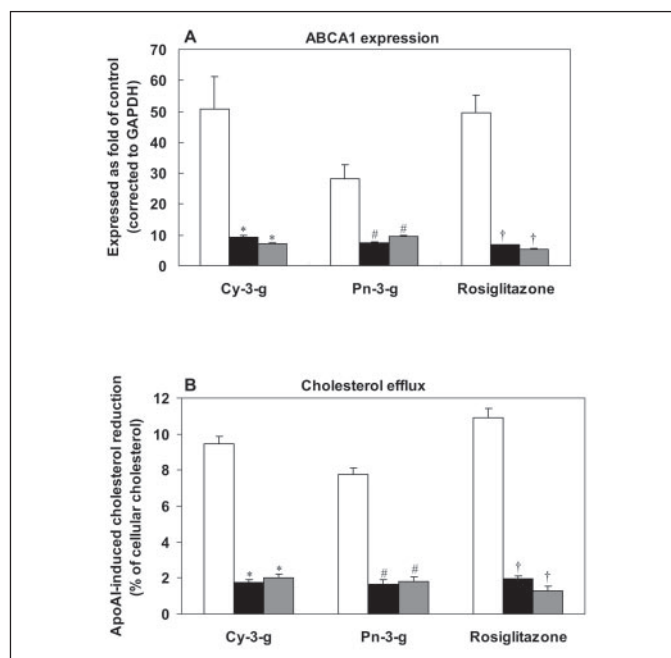 A
ABCA1 expression
Expressed as fold of control
(corrected to GAPDH)
70
60
50
40
30
20
10
0
* *
# #
† †
Cy-3-g Pn-3-g Rosiglitazone
B
Cholesterol efflux
ApoAI-induced cholesterol reduction
(% of cellular cholesterol)
12
10
8
6
4
2
0
* *
# #
† †
Cy-3-g Pn-3-g Rosiglitazone